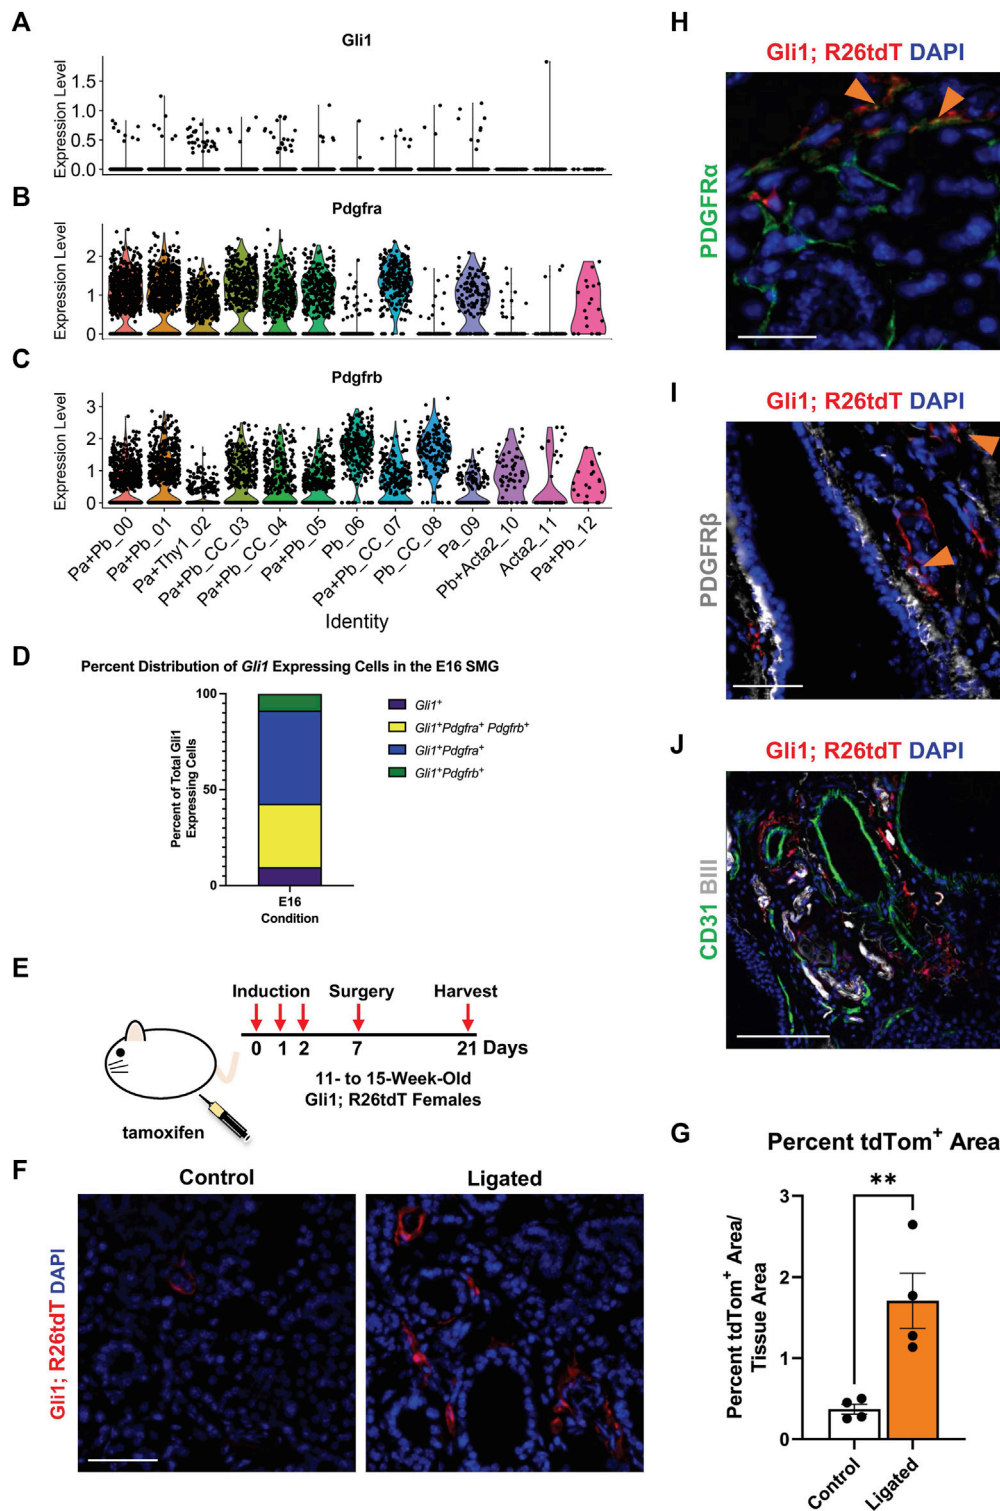 A
Gli1
Expression Level
1.5
1.0
0.5
0.0
B
Pdgfra
Expression Level
2
1
0
C
Pdgfrb
Expression Level
3
2
1
0
Pa+Pb_00
Pa+Pb_01
Pa+Thy1_02
Pa+Pb_CC_03
Pa+Pb_CC_04
Pa+Pb_05
Pb_06
Pa+Pb_CC_07
Pb_CC_08
Pa_09
Pb+Acta2_10
Acta2_11
Pa+Pb_12
Identity
D
Percent Distribution of Gli1 Expressing Cells in the E16 SMG
Percent of Total Gli1
Expressing Cells
100
50
0
E16
Condition
Gli1+
Gli1+Pdgfra+ Pdgfrb+
Gli1+Pdgfra+
Gli1+Pdgfrb+
E
Induction Surgery Harvest
0 1 2 7 21 Days
11- to 15-Week-Old
Gli1; R26tdT Females
tamoxifen
F
Control Ligated
Gli1; R26tdT DAPI
H
Gli1; R26tdT DAPI
PDGFRα
I
Gli1; R26tdT DAPI
PDGFRβ
J
Gli1; R26tdT DAPI
CD31 BIII
G
Percent tdTom+ Area
Percent tdTom+ Area/
Tissue Area
3
2
1
0
**
Control
Ligated